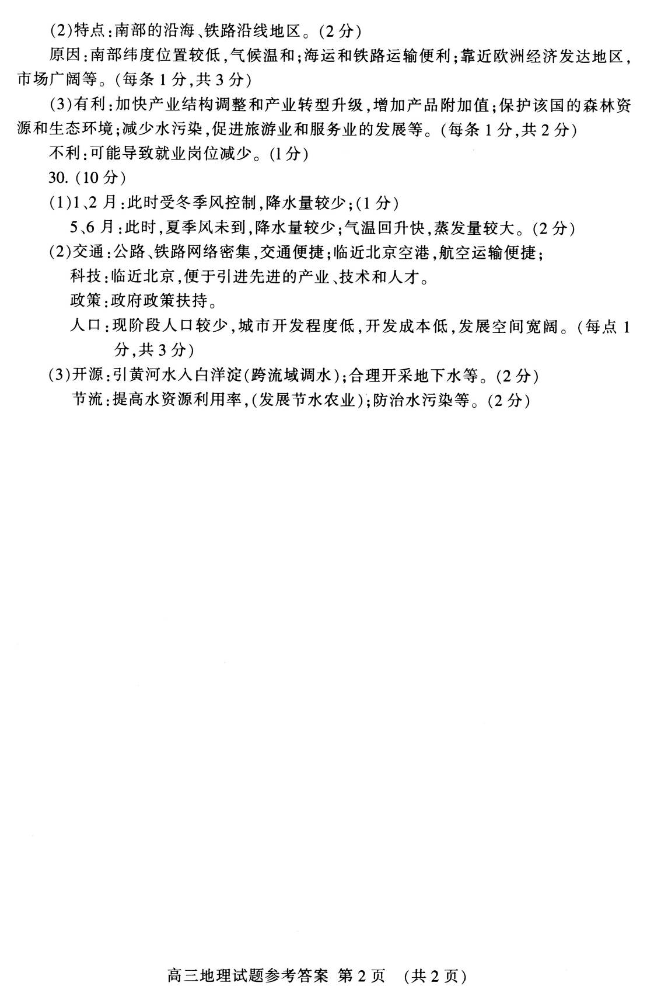 (2)特点:南部的沿海、铁路沿线地区。(2分)
原因:南部纬度位置较低,气候温和;海运和铁路运输便利;靠近欧洲经济发达地区,
市场广阔等。(每条1分,共3分)
(3)有利:加快产业结构调整和产业转型升级,增加产品附加值;保护该国的森林资
源和生态环境;减少水污染,促进旅游业和服务业的发展等。(每条1分,共2分)
不利:可能导致就业岗位减少。(1分)
30.(10分)
(1)1、2月:此时受冬季风控制,降水量较少;(1分)
5、6月:此时,夏季风未到,降水量较少;气温回升快,蒸发量较大。(2分)
(2)交通:公路、铁路网络密集,交通便捷;临近北京空港,航空运输便捷;
科技:临近北京,便于引进先进的产业、技术和人才。
政策:政府政策扶持。
人口:现阶段人口较少,城市开发程度低,开发成本低,发展空间宽阔。(每点1
分,共3分)
(3)开源:引黄河水入白洋淀(跨流域调水);合理开采地下水等。(2分)
节流:提高水资源利用率,(发展节水农业);防治水污染等。(2分)
高三地理试题参考答案 第2页 (共2页)